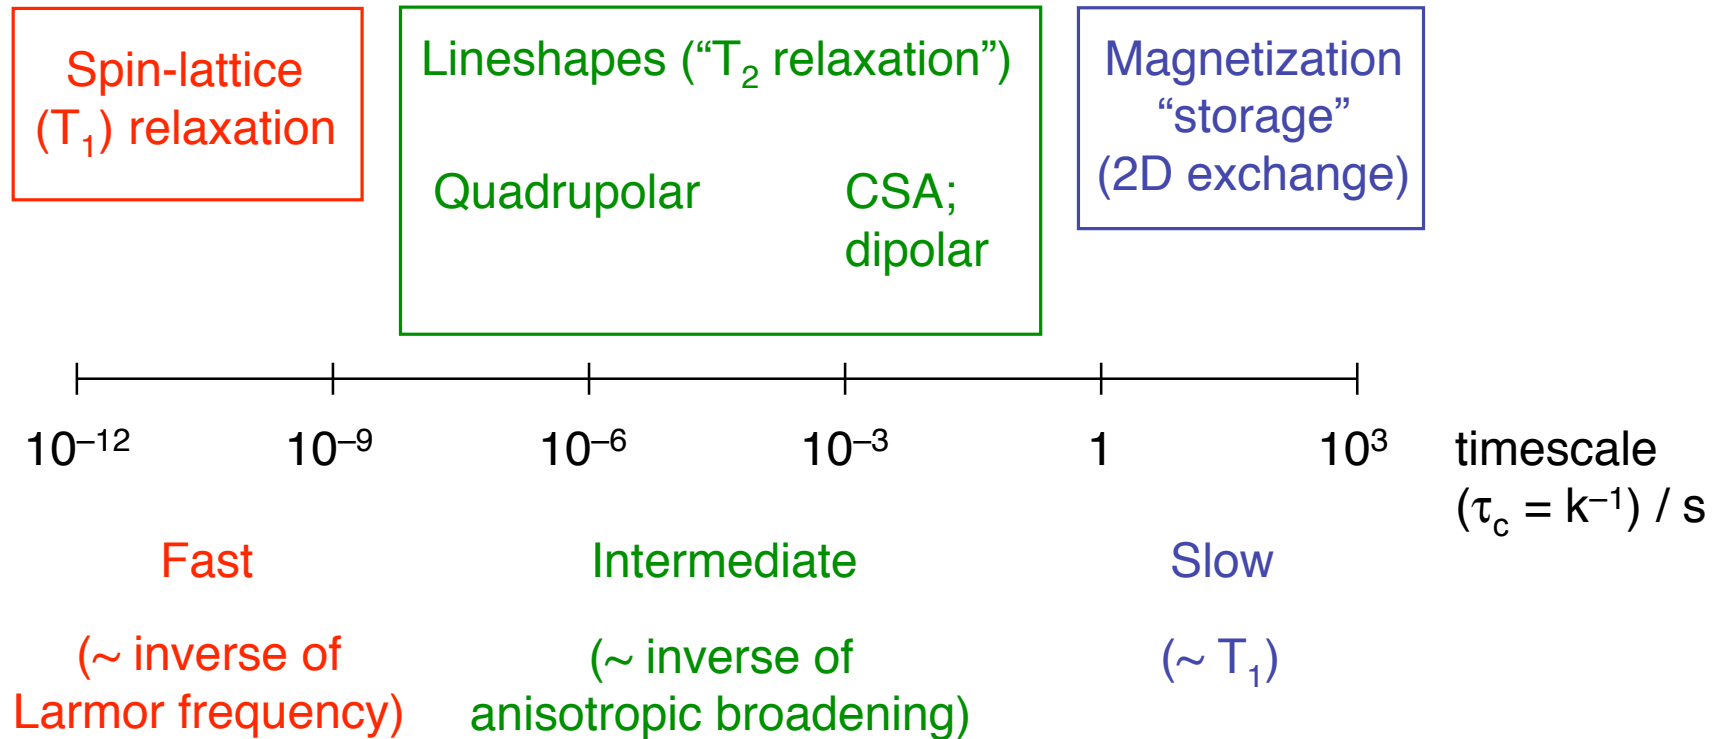 Spin-lattice
(T₁) relaxation
Lineshapes (“T₂ relaxation”)
Quadrupolar
CSA;
dipolar
Magnetization
“storage”
(2D exchange)
10⁻¹²
10⁻⁹
10⁻⁶
10⁻³
1
10³
timescale
(τ_c = k⁻¹) / s
Fast
(~ inverse of
Larmor frequency)
Intermediate
(~ inverse of
anisotropic broadening)
Slow
(~ T₁)